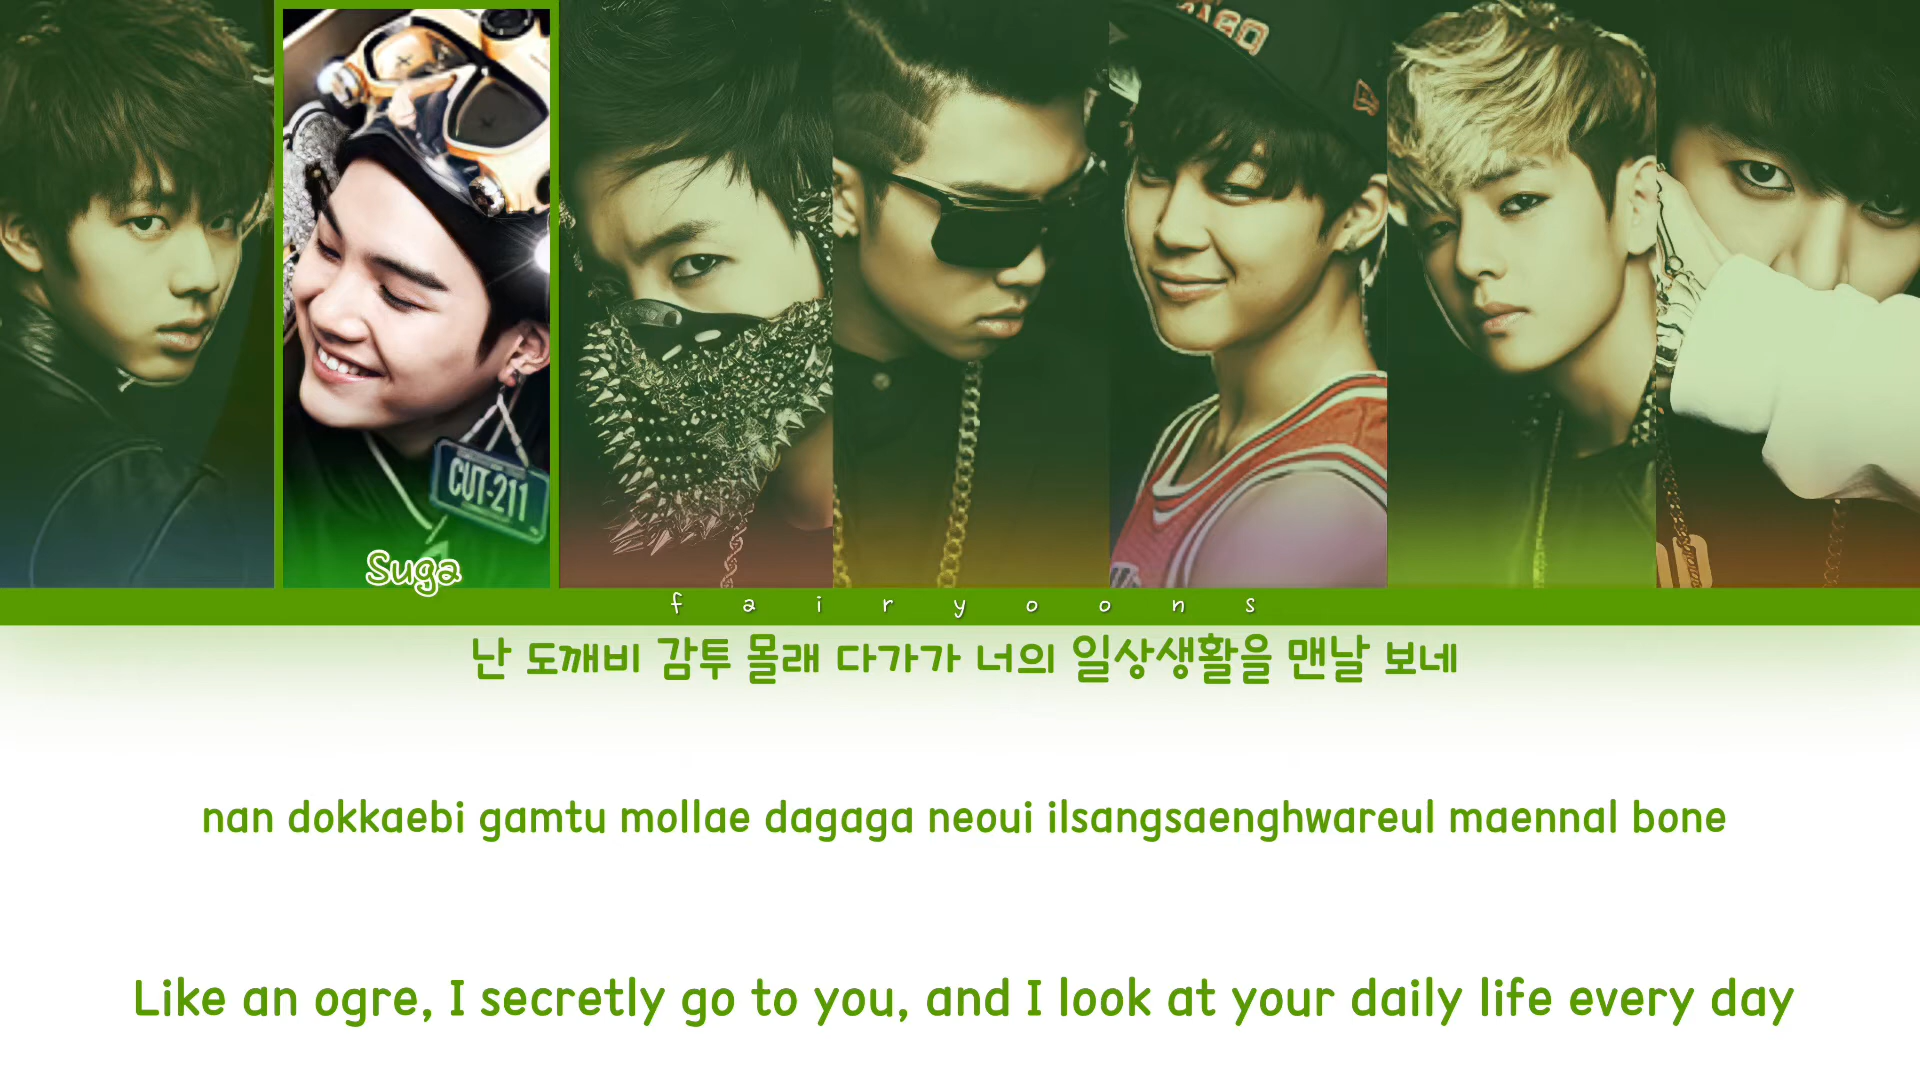 CUT-211
Suga
fairyoons
난 도깨비 감투 몰래 다가가 너의 일상생활을 맨날 보네
nan dokkaebi gamtu mollae dagaga neoui ilsangsaenghwareul maennal bone
Like an ogre, I secretly go to you, and I look at your daily life every day